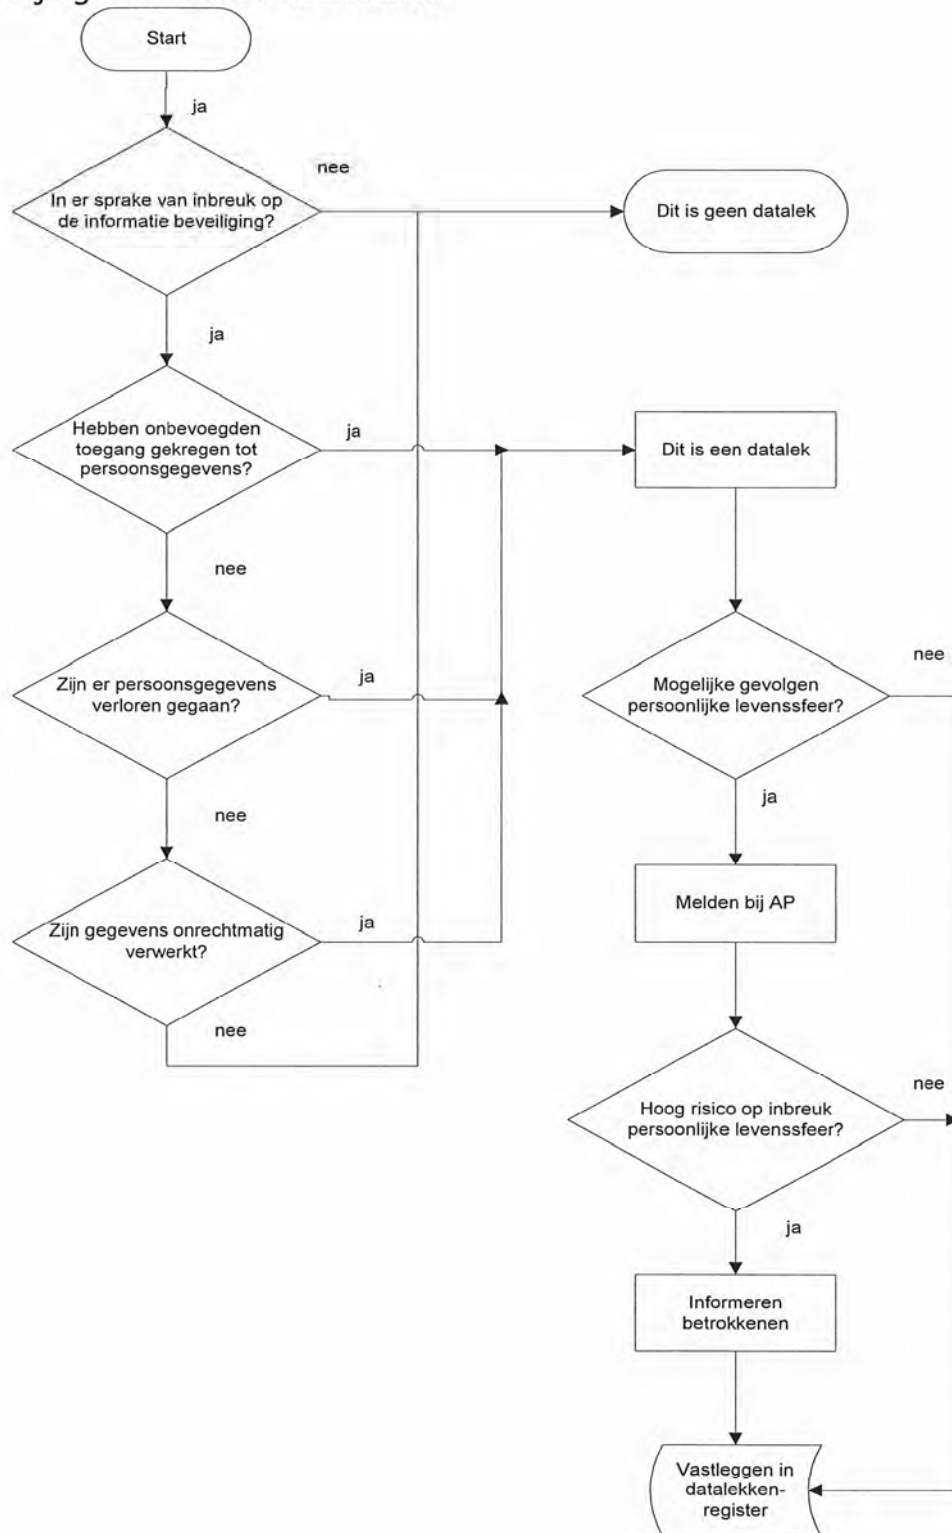 Start
ja
nee
In er sprake van inbreuk op
de informatie beveiliging?
Dit is geen datalek
ja
Hebben onbevoegden
toegang gekregen tot
persoonsgegevens?
ja
Dit is een datalek
nee
Zijn er persoonsgegevens
verloren gegaan?
ja
Mogelijke gevolgen
persoonlijke levenssfeer?
nee
nee
ja
Zijn gegevens onrechtmatig
verwerkt?
ja
Melden bij AP
nee
Hoog risico op inbreuk
persoonlijke levenssfeer?
nee
ja
Informeren
betrokkenen
Vastleggen in
datalekken-
register